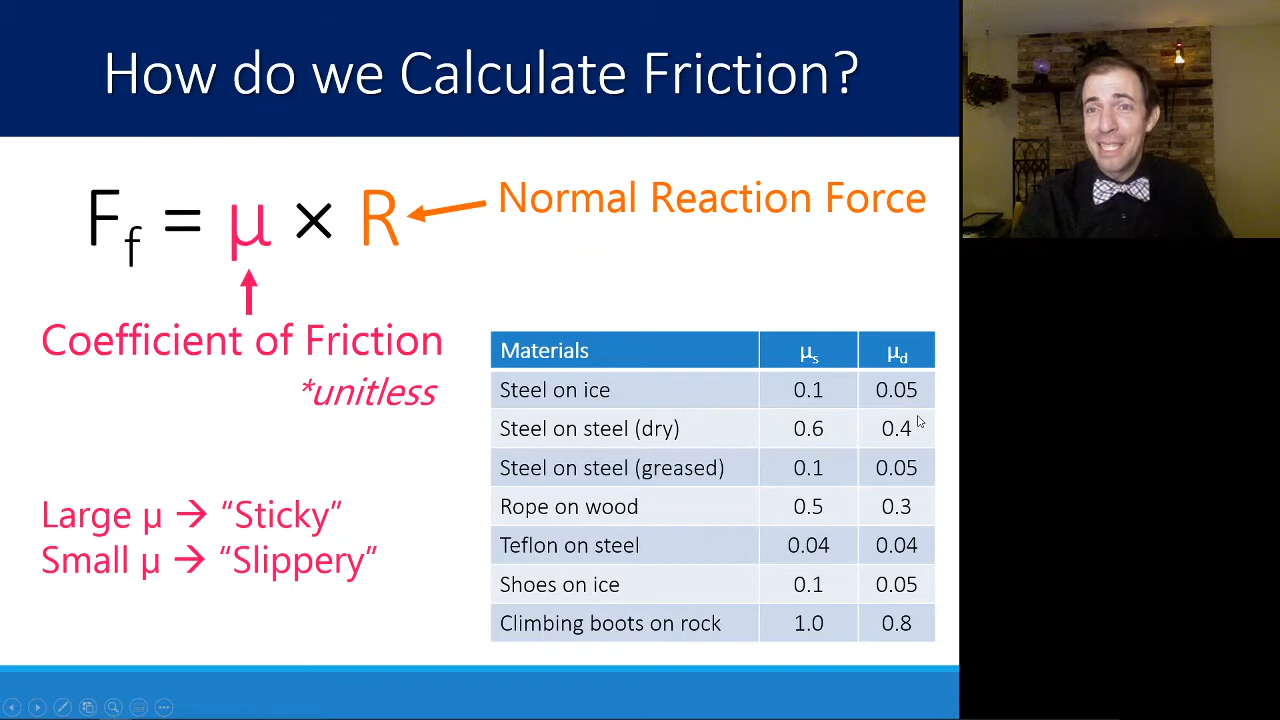 How do we Calculate Friction?
F_f = μ × R
Normal Reaction Force
Coefficient of Friction
*unitless
Large μ → “Sticky”
Small μ → “Slippery”
Materials μ_s μ_d
Steel on ice 0.1 0.05
Steel on steel (dry) 0.6 0.4
Steel on steel (greased) 0.1 0.05
Rope on wood 0.5 0.3
Teflon on steel 0.04 0.04
Shoes on ice 0.1 0.05
Climbing boots on rock 1.0 0.8